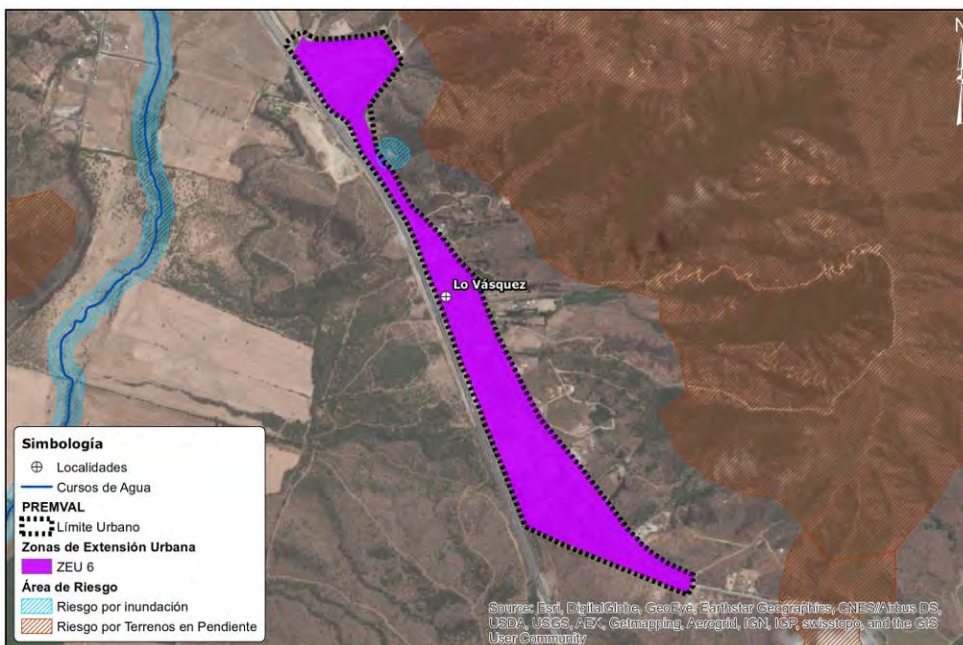 N
Lo Vásquez
Simbología
Localidades
Cursos de Agua
PREMVAL
Límite Urbano
Zonas de Extensión Urbana
ZEU 6
Área de Riesgo
Riesgo por inundación
Riesgo por Terrenos en Pendiente
Source: Esri, DigitalGlobe, GeoEye, Earthstar Geographics, CNES/Airbus DS,
USDA, USGS, AEX, Getmapping, Aerogrid, IGN, IGP, swisstopo, and the GIS
User Community